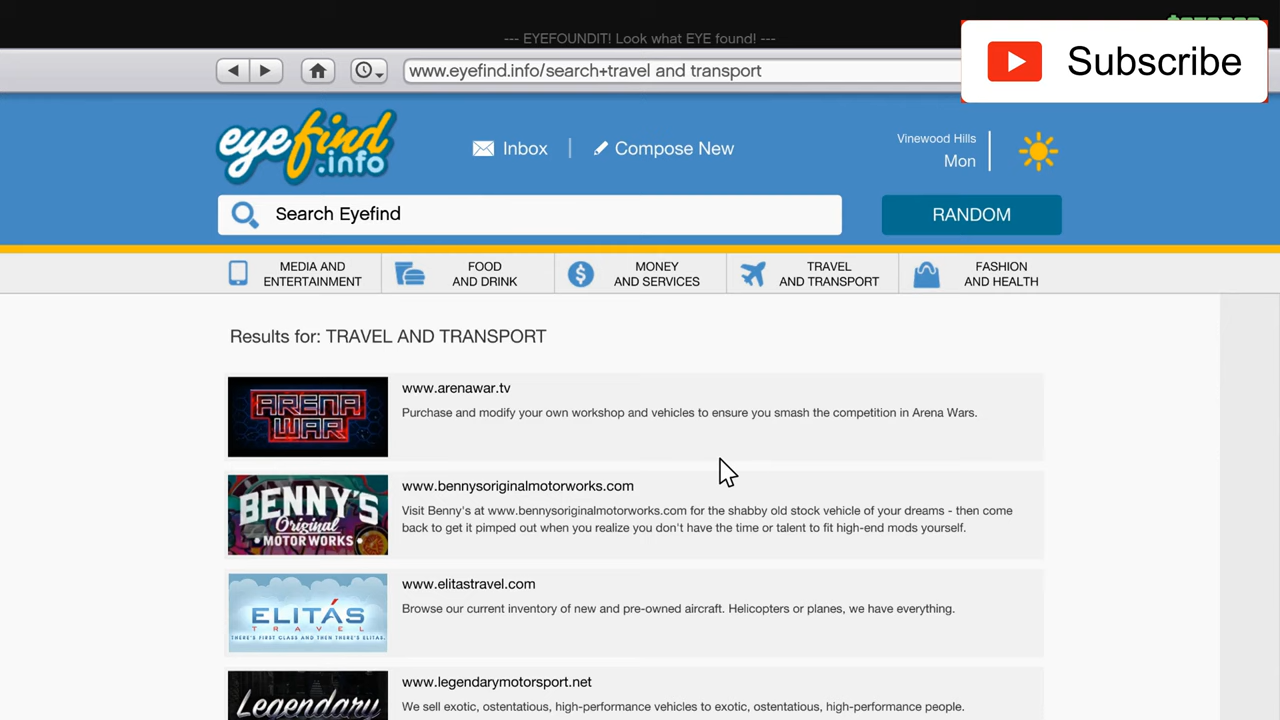 --- EYEFOUNDIT! Look what EYE found! ---
www.eyefind.info/search+travel and transport
Subscribe
eyefind
.info
Inbox
Compose New
Vinewood Hills
Mon
Search Eyefind
RANDOM
MEDIA AND
ENTERTAINMENT
FOOD
AND DRINK
MONEY
AND SERVICES
TRAVEL
AND TRANSPORT
FASHION
AND HEALTH
Results for: TRAVEL AND TRANSPORT
ARENA
WAR
www.arenawar.tv
Purchase and modify your own workshop and vehicles to ensure you smash the competition in Arena Wars.
BENNY'S
Original
MOTOR WORKS
www.bennysoriginalmotorworks.com
Visit Benny's at www.bennysoriginalmotorworks.com for the shabby old stock vehicle of your dreams - then come
back to get it pimped out when you realize you don't have the time or talent to fit high-end mods yourself.
ELITÁS
TRAVEL
THERE'S FIRST CLASS AND THEN THERE'S ELITAS.
www.elitastravel.com
Browse our current inventory of new and pre-owned aircraft. Helicopters or planes, we have everything.
Legendary
www.legendarymotorsport.net
We sell exotic, ostentatious, high-performance vehicles to exotic, ostentatious, high-performance people.